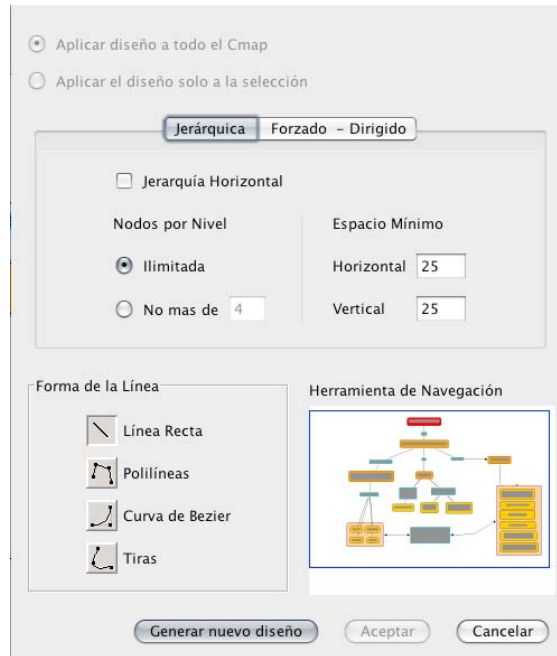 Aplicar diseño a todo el Cmap
Aplicar el diseño solo a la selección
Jerárquica Forzado - Dirigido
Jerarquía Horizontal
Nodos por Nivel
Ilimitada
No mas de 4
Espacio Mínimo
Horizontal 25
Vertical 25
Forma de la Línea
Línea Recta
Polilíneas
Curva de Bezier
Tiras
Herramienta de Navegación
Generar nuevo diseño Aceptar Cancelar